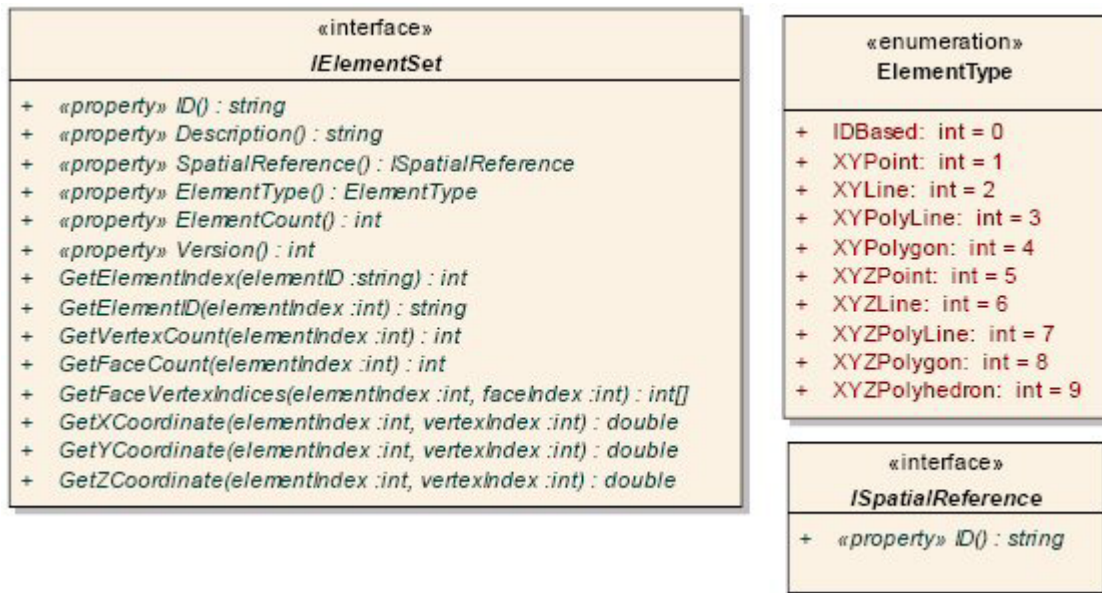 «interface»
IElementSet
+ «property» ID() : string
+ «property» Description() : string
+ «property» SpatialReference() : ISpatialReference
+ «property» ElementType() : ElementType
+ «property» ElementCount() : int
+ «property» Version() : int
+ GetElementIndex(elementID :string) : int
+ GetElementID(elementIndex :int) : string
+ GetVertexCount(elementIndex :int) : int
+ GetFaceCount(elementIndex :int) : int
+ GetFaceVertexIndices(elementIndex :int, faceIndex :int) : int[]
+ GetXCoordinate(elementIndex :int, vertexIndex :int) : double
+ GetYCoordinate(elementIndex :int, vertexIndex :int) : double
+ GetZCoordinate(elementIndex :int, vertexIndex :int) : double
«enumeration»
ElementType
+ IDBased: int = 0
+ XYPoint: int = 1
+ XYLine: int = 2
+ XYPolyLine: int = 3
+ XYPolygon: int = 4
+ XYZPoint: int = 5
+ XYZLine: int = 6
+ XYZPolyLine: int = 7
+ XYZPolygon: int = 8
+ XYZPolyhedron: int = 9
«interface»
ISpatialReference
+ «property» ID() : string